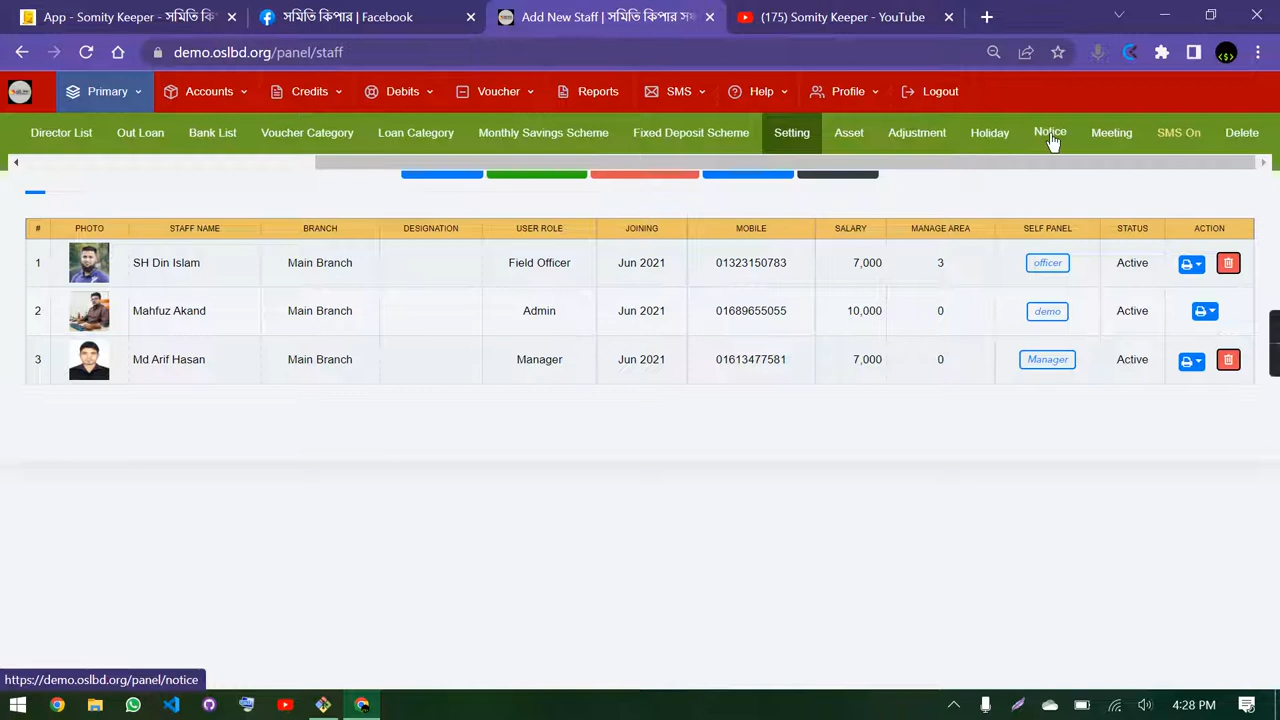 App - Somity Keeper - সমিতি কি
সমিতি কিপার | Facebook
Add New Staff | সমিতি কিপার সফ
(175) Somity Keeper - YouTube
demo.oslbd.org/panel/staff
Primary
Accounts
Credits
Debits
Voucher
Reports
SMS
Help
Profile
Logout
Director List
Out Loan
Bank List
Voucher Category
Loan Category
Monthly Savings Scheme
Fixed Deposit Scheme
Setting
Asset
Adjustment
Holiday
Notice
Meeting
SMS On
Delete
# PHOTO STAFF NAME BRANCH DESIGNATION USER ROLE JOINING MOBILE SALARY MANAGE AREA SELF PANEL STATUS ACTION
1 SH Din Islam Main Branch Field Officer Jun 2021 01323150783 7,000 3 officer Active
2 Mahfuz Akand Main Branch Admin Jun 2021 01689655055 10,000 0 demo Active
3 Md Arif Hasan Main Branch Manager Jun 2021 01613477581 7,000 0 Manager Active
https://demo.oslbd.org/panel/notice
4:28 PM